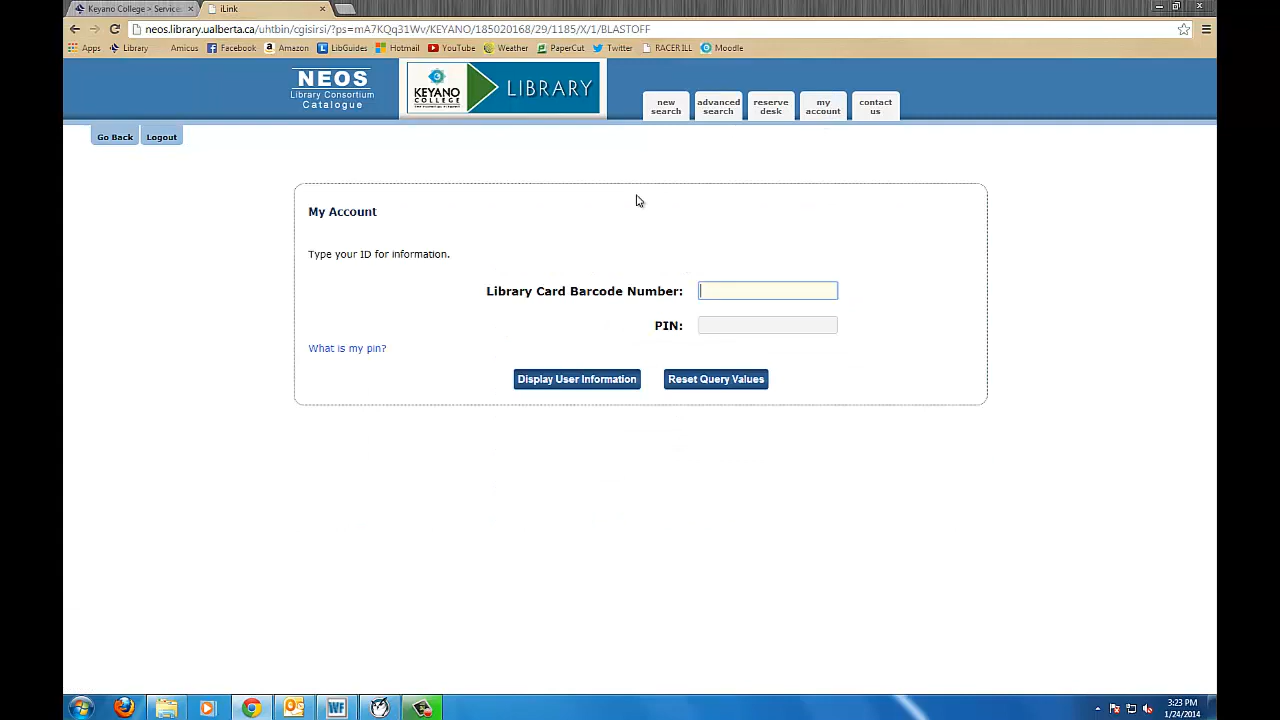 Keyano College > Service:
iLink
neos.library.ualberta.ca/uhtbin/cgisirsi/?ps=mA7KQq31Wv/KEYANO/185020168/29/1185/X/1/BLASTOFF
Apps Library Amicus Facebook Amazon LibGuides Hotmail YouTube Weather PaperCut Twitter RACER ILL Moodle
NEOS
Library Consortium
Catalogue
KEYANO
COLLEGE
LIBRARY
new search
advanced search
reserve desk
my account
contact us
Go Back Logout
My Account
Type your ID for information.
Library Card Barcode Number:
PIN:
What is my pin?
Display User Information Reset Query Values
3:23 PM
1/24/2014